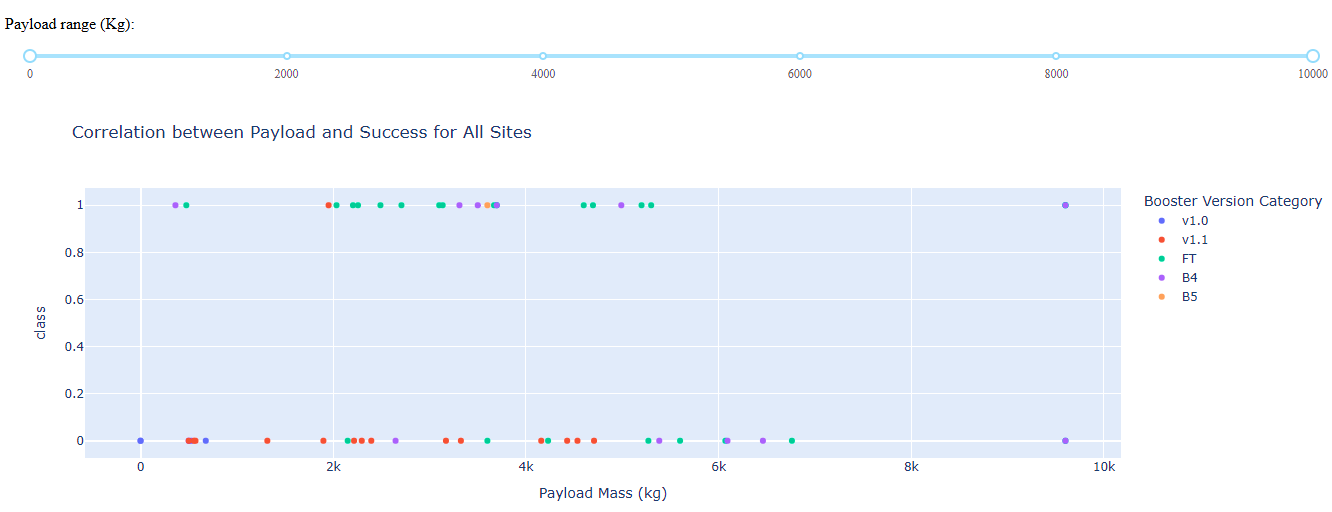 Payload range (Kg):
0 2000 4000 6000 8000 10000
Correlation between Payload and Success for All Sites
1
0.8
0.6
0.4
0.2
0
class
0 2k 4k 6k 8k 10k
Payload Mass (kg)
Booster Version Category
v1.0
v1.1
FT
B4
B5